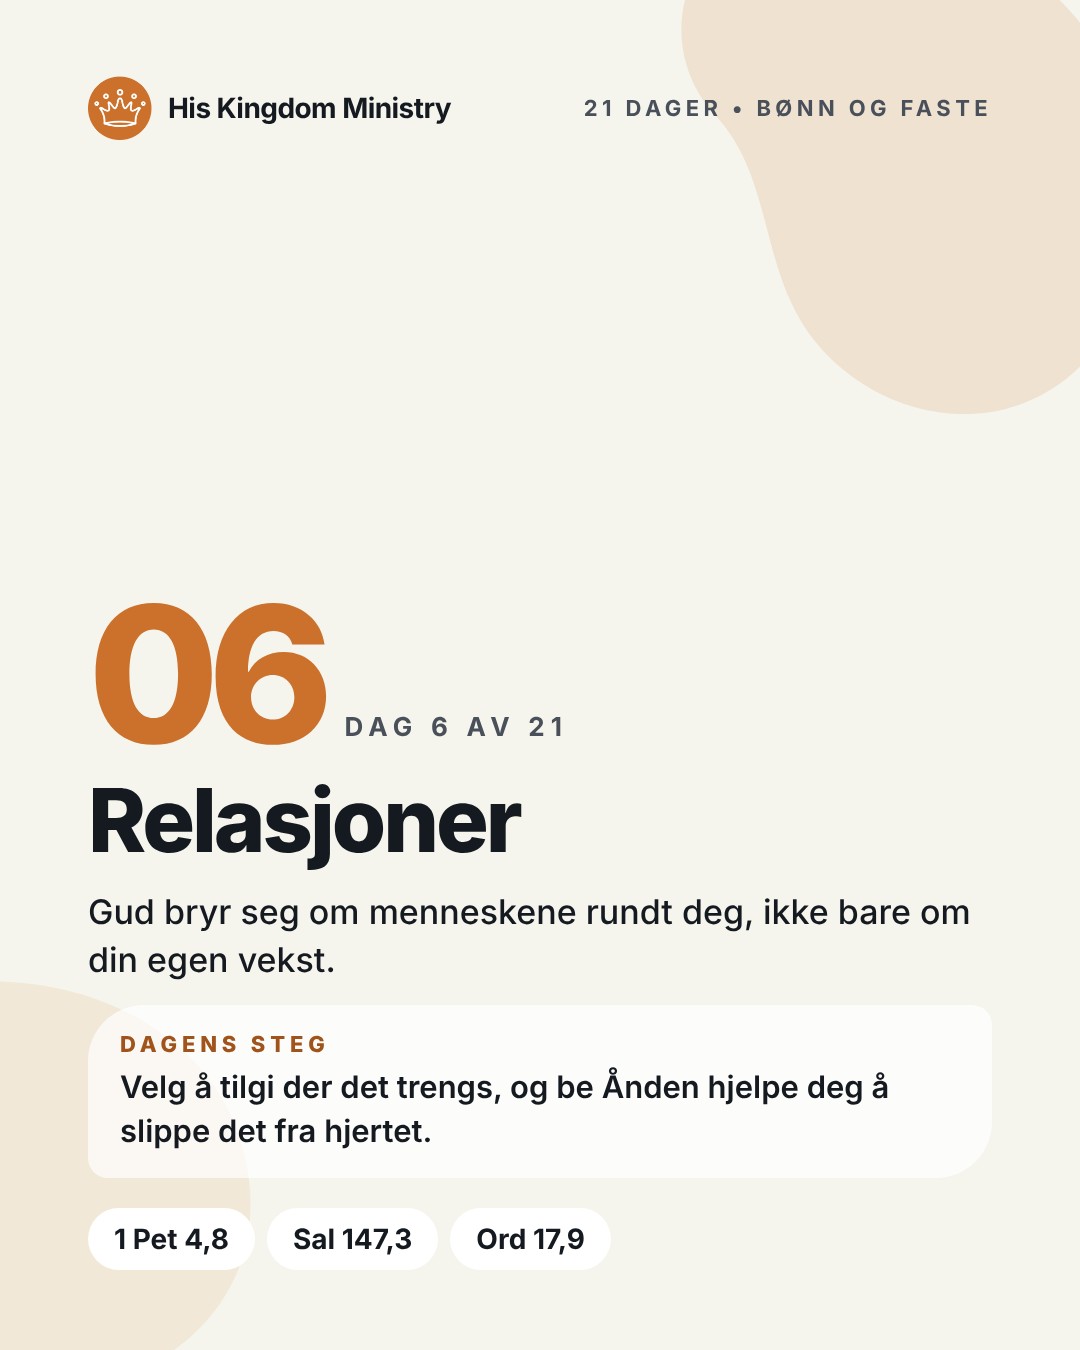 His Kingdom Ministry
21 DAGER • BØNN OG FASTE
06
DAG 6 AV 21
Relasjoner
Gud bryr seg om menneskene rundt deg, ikke bare om
din egen vekst.
DAGENS STEG
Velg å tilgi der det trengs, og be Ånden hjelpe deg å
slippe det fra hjertet.
1 Pet 4,8
Sal 147,3
Ord 17,9